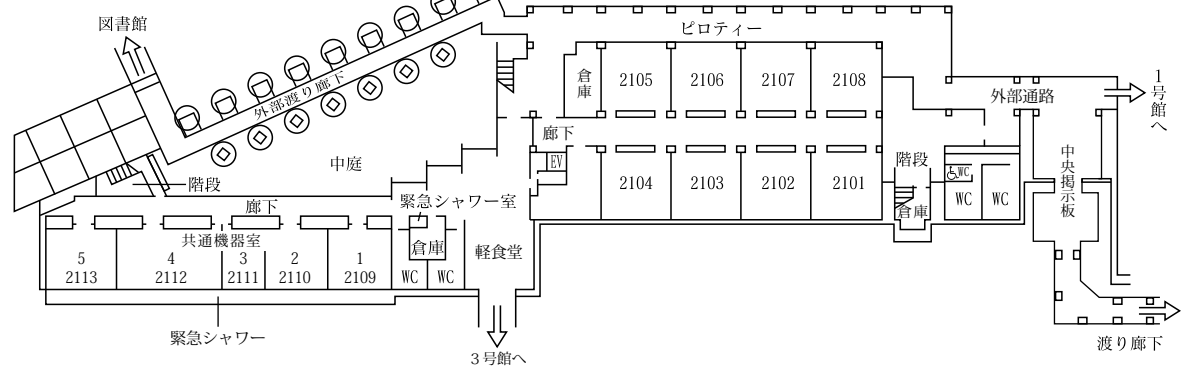 図書館
外部渡り廊下
ピロティー
倉庫
2105
2106
2107
2108
外部通路
1号館へ
廊下
EV
中庭
階段
階段
2104
2103
2102
2101
WC
WC
WC
倉庫
中央掲示板
廊下
緊急シャワー室
共通機器室
倉庫
軽食堂
5
2113
4
2112
3
2111
2
2110
1
2109
WC
WC
緊急シャワー
3号館へ
渡り廊下